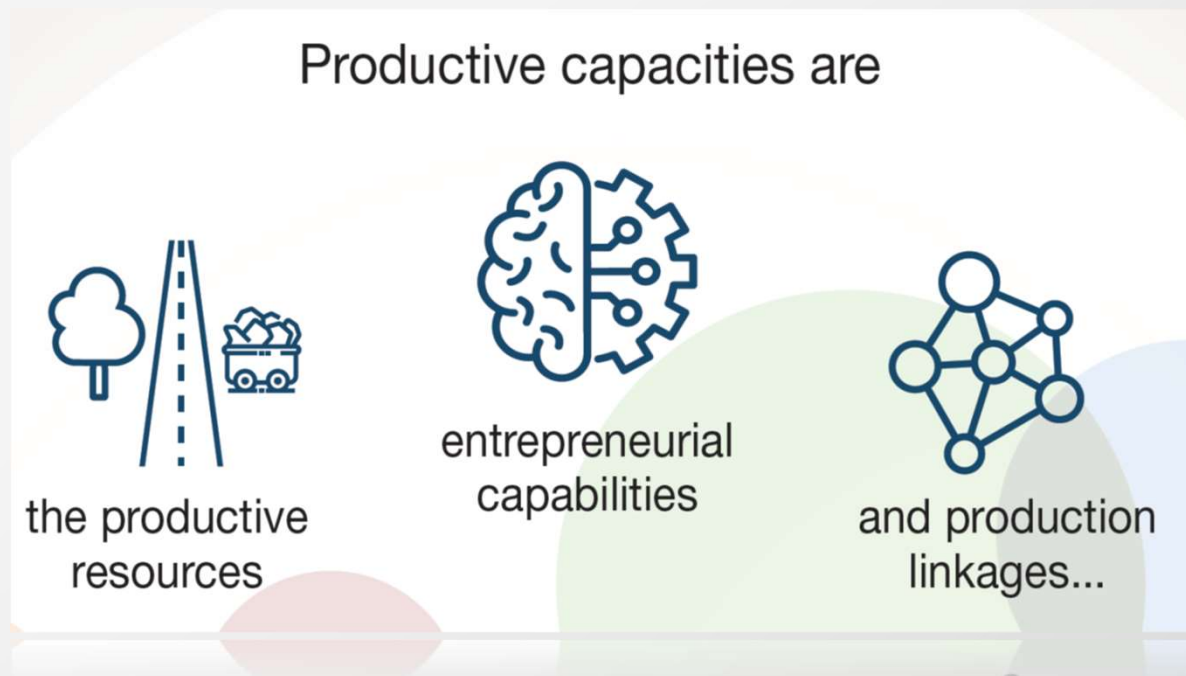 Productive capacities are
the productive
resources
entrepreneurial
capabilities
and production
linkages...